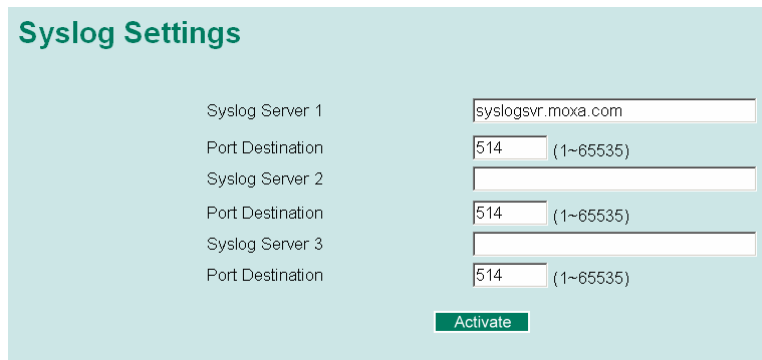 Syslog Settings
Syslog Server 1 syslogsvr.moxa.com
Port Destination 514 (1~65535)
Syslog Server 2
Port Destination 514 (1~65535)
Syslog Server 3
Port Destination 514 (1~65535)
Activate